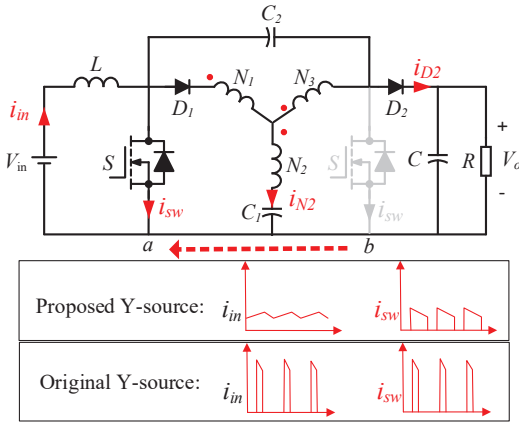 C2
L
D1
N1
N3
D2
iD2
iin
Vin
S
isw
N2
C1
iN2
S
isw
C
R
+
Vo
-
a
b
Proposed Y-source: iin isw
Original Y-source: iin isw